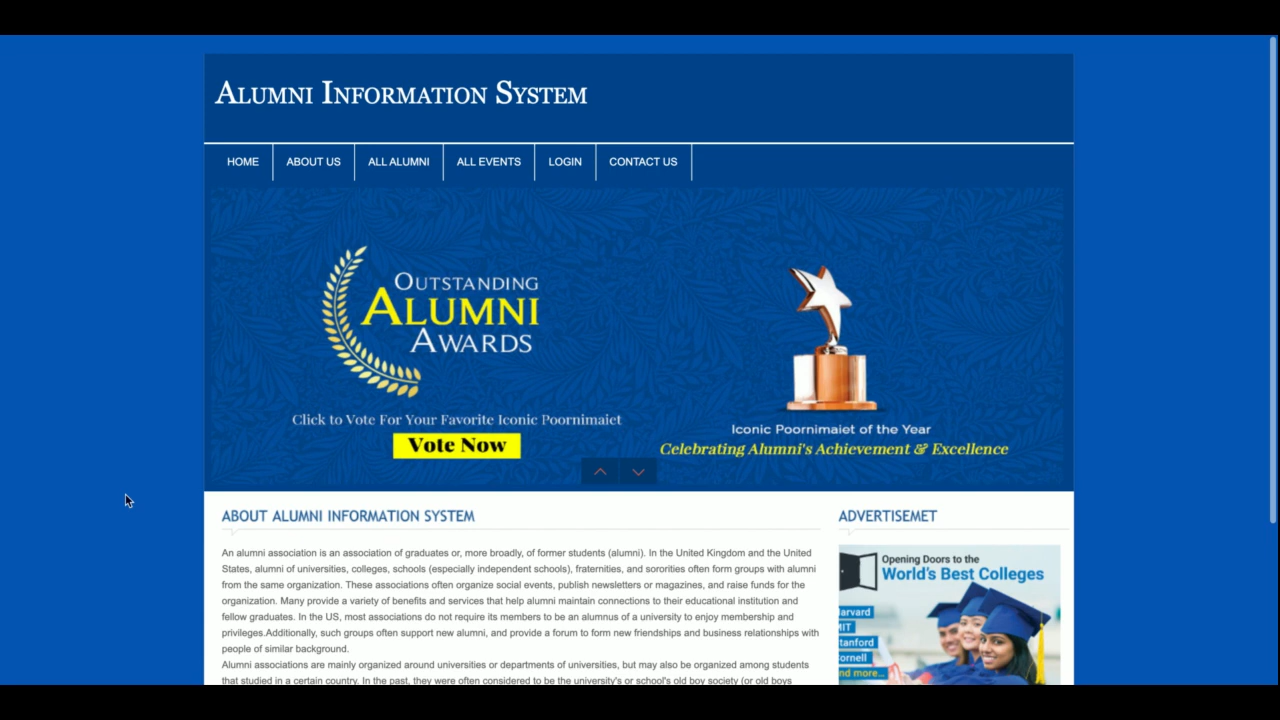 ALUMNI INFORMATION SYSTEM
HOME
ABOUT US
ALL ALUMNI
ALL EVENTS
LOGIN
CONTACT US
OUTSTANDING
ALUMNI
AWARDS
Click to Vote For Your Favorite Iconic Poornimaiet
Vote Now
Iconic Poornimaiet of the Year
Celebrating Alumni's Achievement & Excellence
ABOUT ALUMNI INFORMATION SYSTEM
An alumni association is an association of graduates or, more broadly, of former students (alumni). In the United Kingdom and the United
States, alumni of universities, colleges, schools (especially independent schools), fraternities, and sororities often form groups with alumni
from the same organization. These associations often organize social events, publish newsletters or magazines, and raise funds for the
organization. Many provide a variety of benefits and services that help alumni maintain connections to their educational institution and
fellow graduates. In the US, most associations do not require its members to be an alumnus of a university to enjoy membership and
privileges.Additionally, such groups often support new alumni, and provide a forum to form new friendships and business relationships with
people of similar background.
Alumni associations are mainly organized around universities or departments of universities, but may also be organized among students
that studied in a certain country. In the past, they were often considered to be the university's or school's old boy society (or old boys
ADVERTISEMET
Opening Doors to the
World's Best Colleges
arvard
MIT
tanford
ornell
nd more...